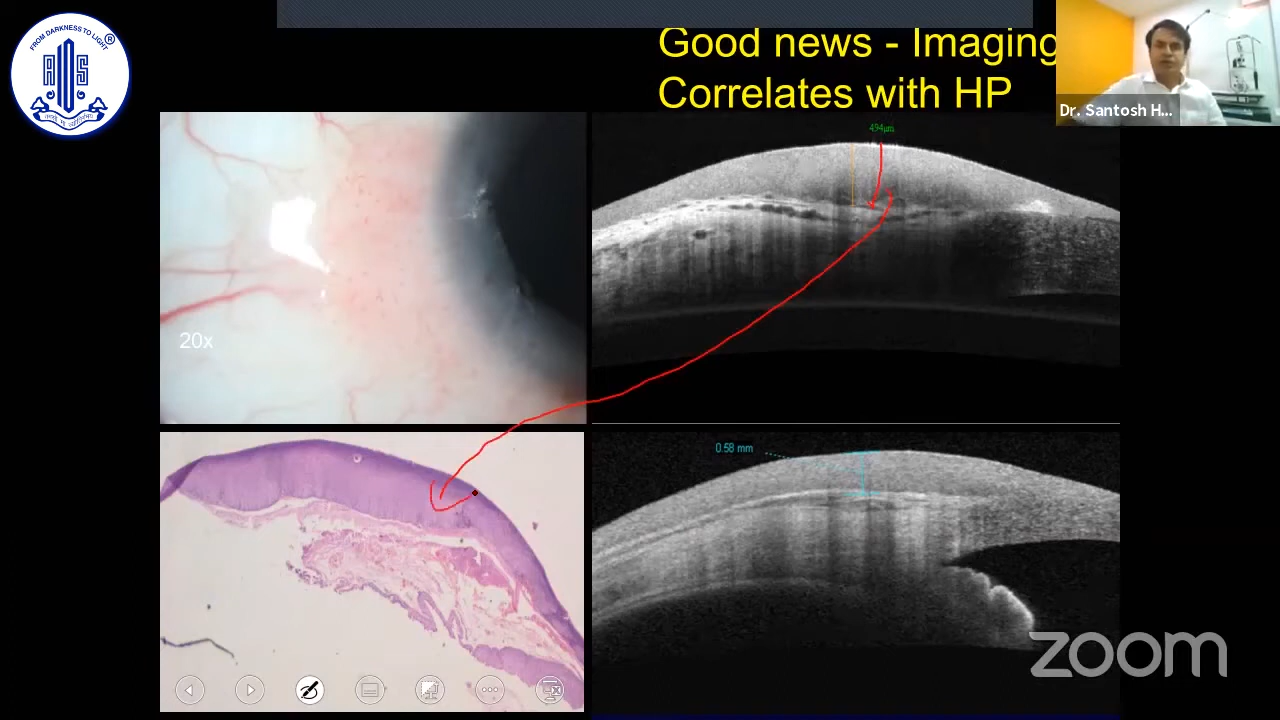 FROM DARKNESS TO LIGHT
Good news - Imaging
Correlates with HP
Dr. Santosh H...
494µm
20x
0.58 mm
zoom